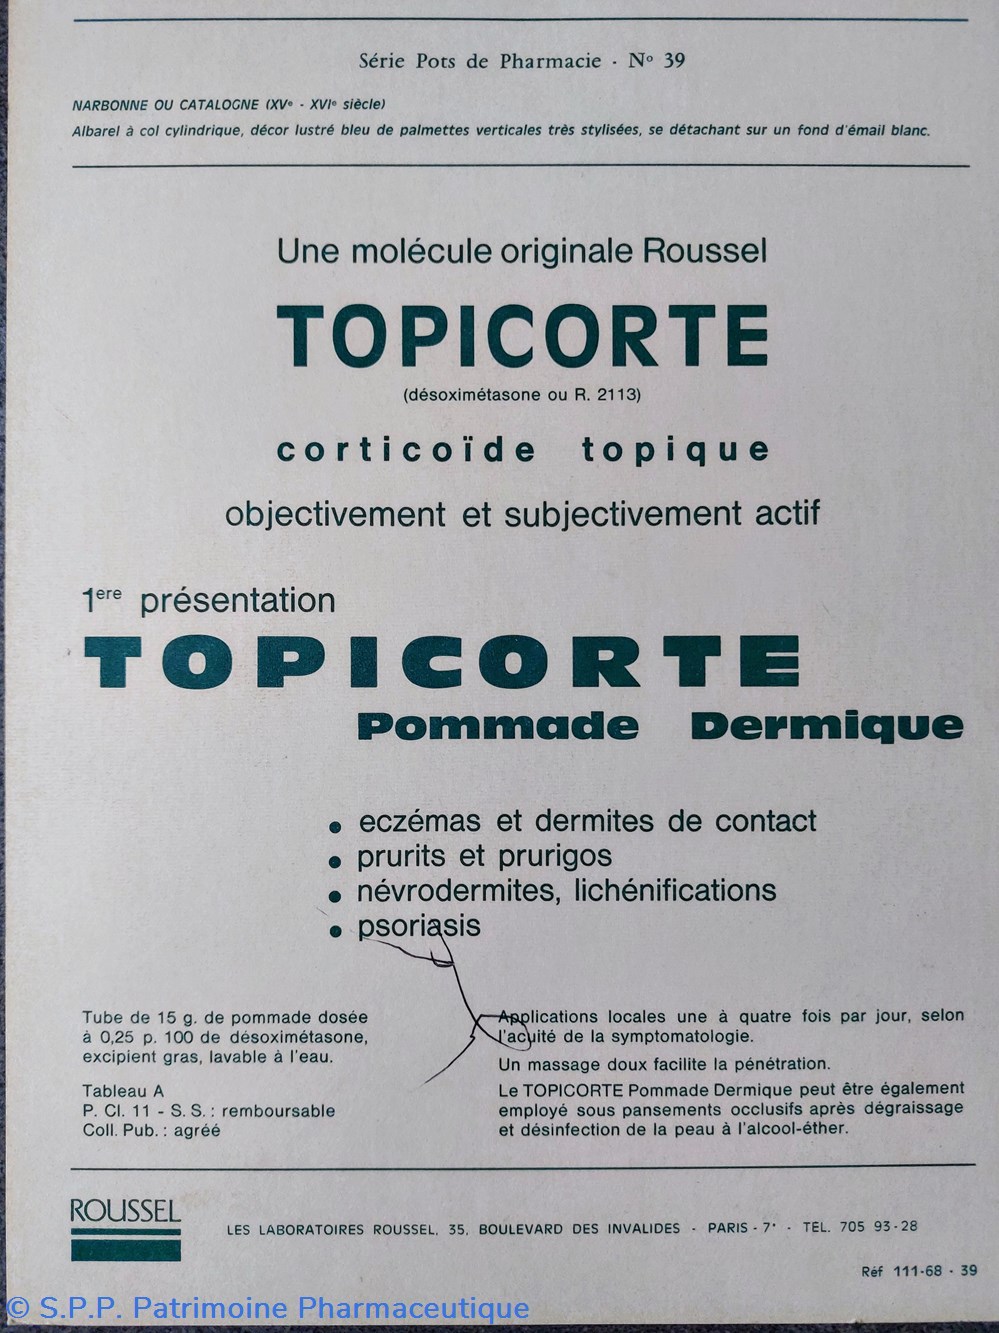 Série Pots de Pharmacie - Nº 39
NARBONNE OU CATALOGNE (XVᵉ - XVIᵉ siècle)
Albarel à col cylindrique, décor lustré bleu de palmettes verticales très stylisées, se détachant sur un fond d'émail blanc.
Une molécule originale Roussel
TOPICORTE
(désoximétasone ou R. 2113)
corticoïde topique
objectivement et subjectivement actif
1ere présentation
TOPICORTE
Pommade Dermique
• eczémas et dermites de contact
• prurits et prurigos
• névrodermites, lichénifications
• psoriasis
Tube de 15 g. de pommade dosée
à 0,25 p. 100 de désoximétasone,
excipient gras, lavable à l'eau.
Tableau A
P. Cl. 11 - S. S. : remboursable
Coll. Pub. : agréé
Applications locales une à quatre fois par jour, selon
l'acuité de la symptomatologie.
Un massage doux facilite la pénétration.
Le TOPICORTE Pommade Dermique peut être également
employé sous pansements occlusifs après dégraissage
et désinfection de la peau à l'alcool-éther.
ROUSSEL
LES LABORATOIRES ROUSSEL, 35, BOULEVARD DES INVALIDES - PARIS - 7ᵉ - TEL. 705 93-28
Réf 111-68 - 39
© S.P.P. Patrimoine Pharmaceutique